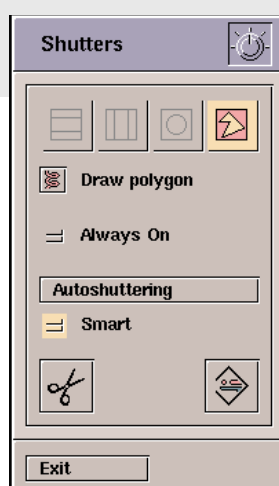 Shutters
Draw polygon
Always On
Autoshuttering
Smart
Exit